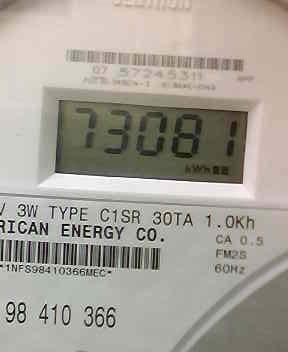 07 57245311
73081
kWh
V 3W TYPE C1SR 30TA 1.0Kh
RICAN ENERGY CO.
CA 0.5
FM2S
60Hz
*1NFS98410366MEC*
98 410 366